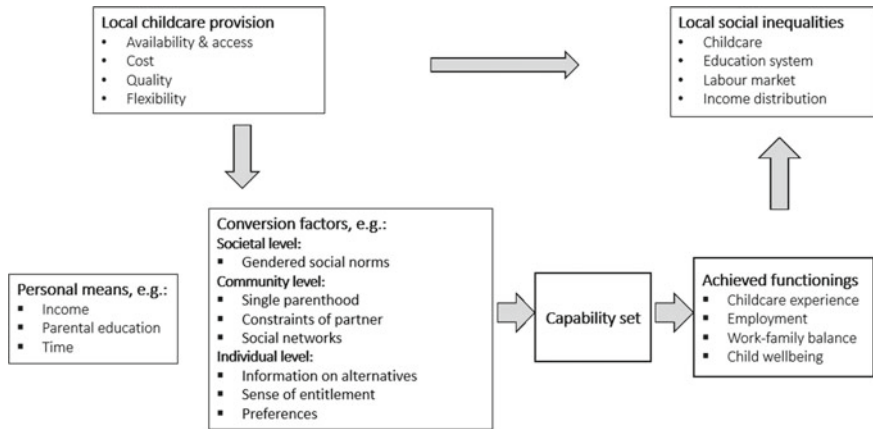 Local childcare provision
• Availability & access
• Cost
• Quality
• Flexibility
Local social inequalities
• Childcare
• Education system
• Labour market
• Income distribution
Personal means, e.g.:
▪ Income
▪ Parental education
▪ Time
Conversion factors, e.g.:
Societal level:
▪ Gendered social norms
Community level:
▪ Single parenthood
▪ Constraints of partner
▪ Social networks
Individual level:
▪ Information on alternatives
▪ Sense of entitlement
▪ Preferences
Capability set
Achieved functionings
▪ Childcare experience
▪ Employment
▪ Work-family balance
▪ Child wellbeing